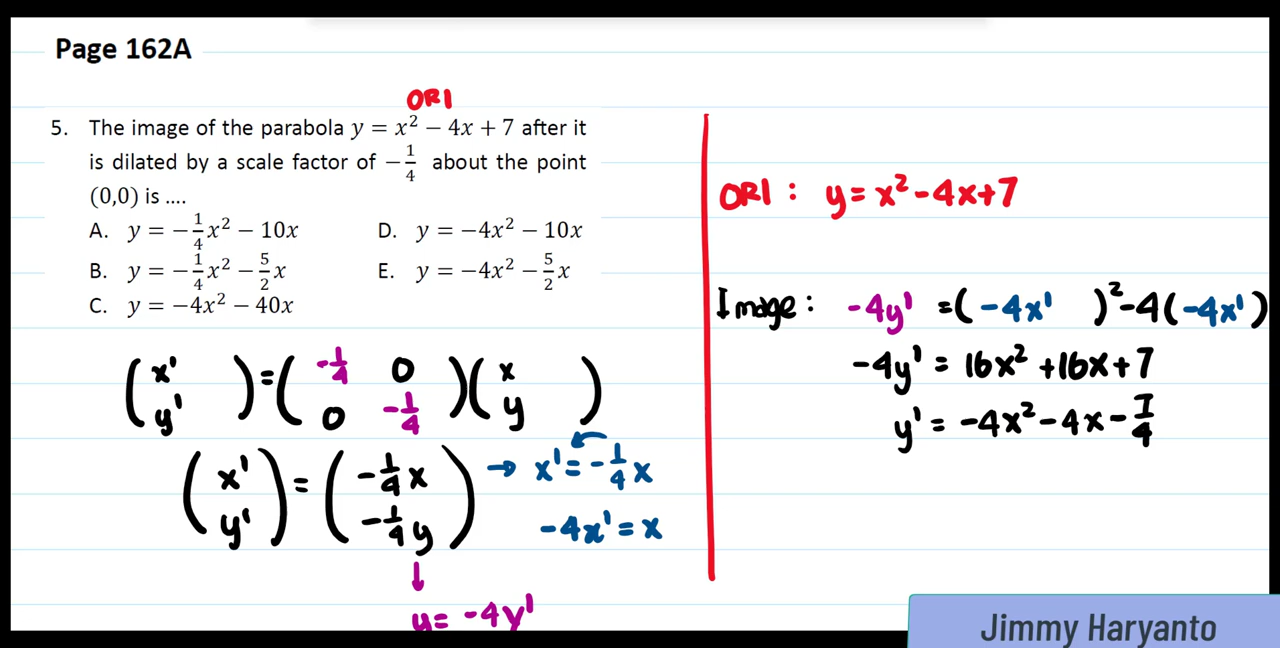 Page 162A
ORI
5. The image of the parabola y = x² − 4x + 7 after it
is dilated by a scale factor of −1/4 about the point
(0,0) is ....
A. y = −1/4x² − 10x
D. y = −4x² − 10x
B. y = −1/4x² − 5/2x
E. y = −4x² − 5/2x
C. y = −4x² − 40x
(x' y') = (-1/4 0 0 -1/4)(x y)
(x' y') = (-1/4x -1/4y) → x' = -1/4x
-4x' = x
↓
y = -4y'
ORI : y = x² - 4x + 7
Image : -4y' = (-4x' )² - 4(-4x')
-4y' = 16x² + 16x + 7
y' = -4x² - 4x - 7/4
Jimmy Haryanto